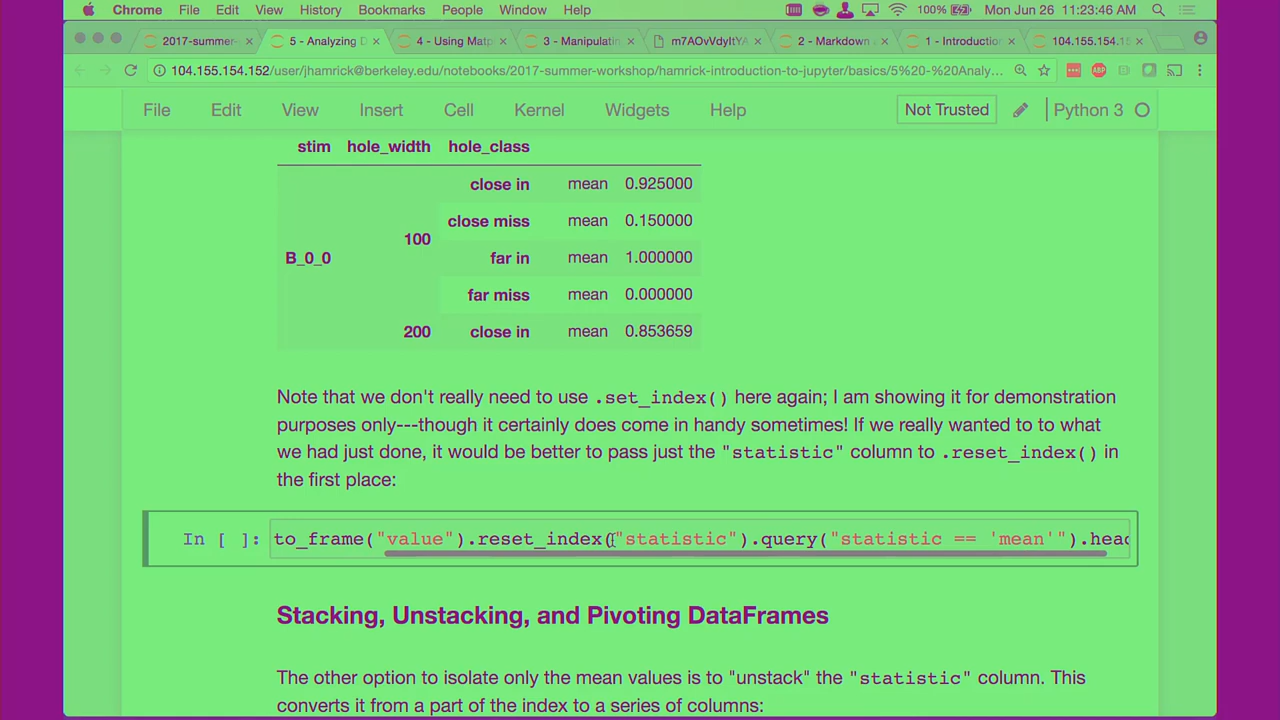 Chrome File Edit View History Bookmarks People Window Help 100% Mon Jun 26 11:23:46 AM
2017-summer- 5 - Analyzing D 4 - Using Matp 3 - Manipulatin m7AOvVdyItYA 2 - Markdown a 1 - Introduction 104.155.154.15
104.155.154.152/user/jhamrick@berkeley.edu/notebooks/2017-summer-workshop/hamrick-introduction-to-jupyter/basics/5%20-%20Analy...
File Edit View Insert Cell Kernel Widgets Help Not Trusted Python 3
stim hole_width hole_class
close in mean 0.925000
close miss mean 0.150000
100
B_0_0 far in mean 1.000000
far miss mean 0.000000
200 close in mean 0.853659
Note that we don't really need to use .set_index() here again; I am showing it for demonstration
purposes only---though it certainly does come in handy sometimes! If we really wanted to to what
we had just done, it would be better to pass just the "statistic" column to .reset_index() in
the first place:
In [ ]: to_frame("value").reset_index("statistic").query("statistic == 'mean'").head
Stacking, Unstacking, and Pivoting DataFrames
The other option to isolate only the mean values is to "unstack" the "statistic" column. This
converts it from a part of the index to a series of columns: